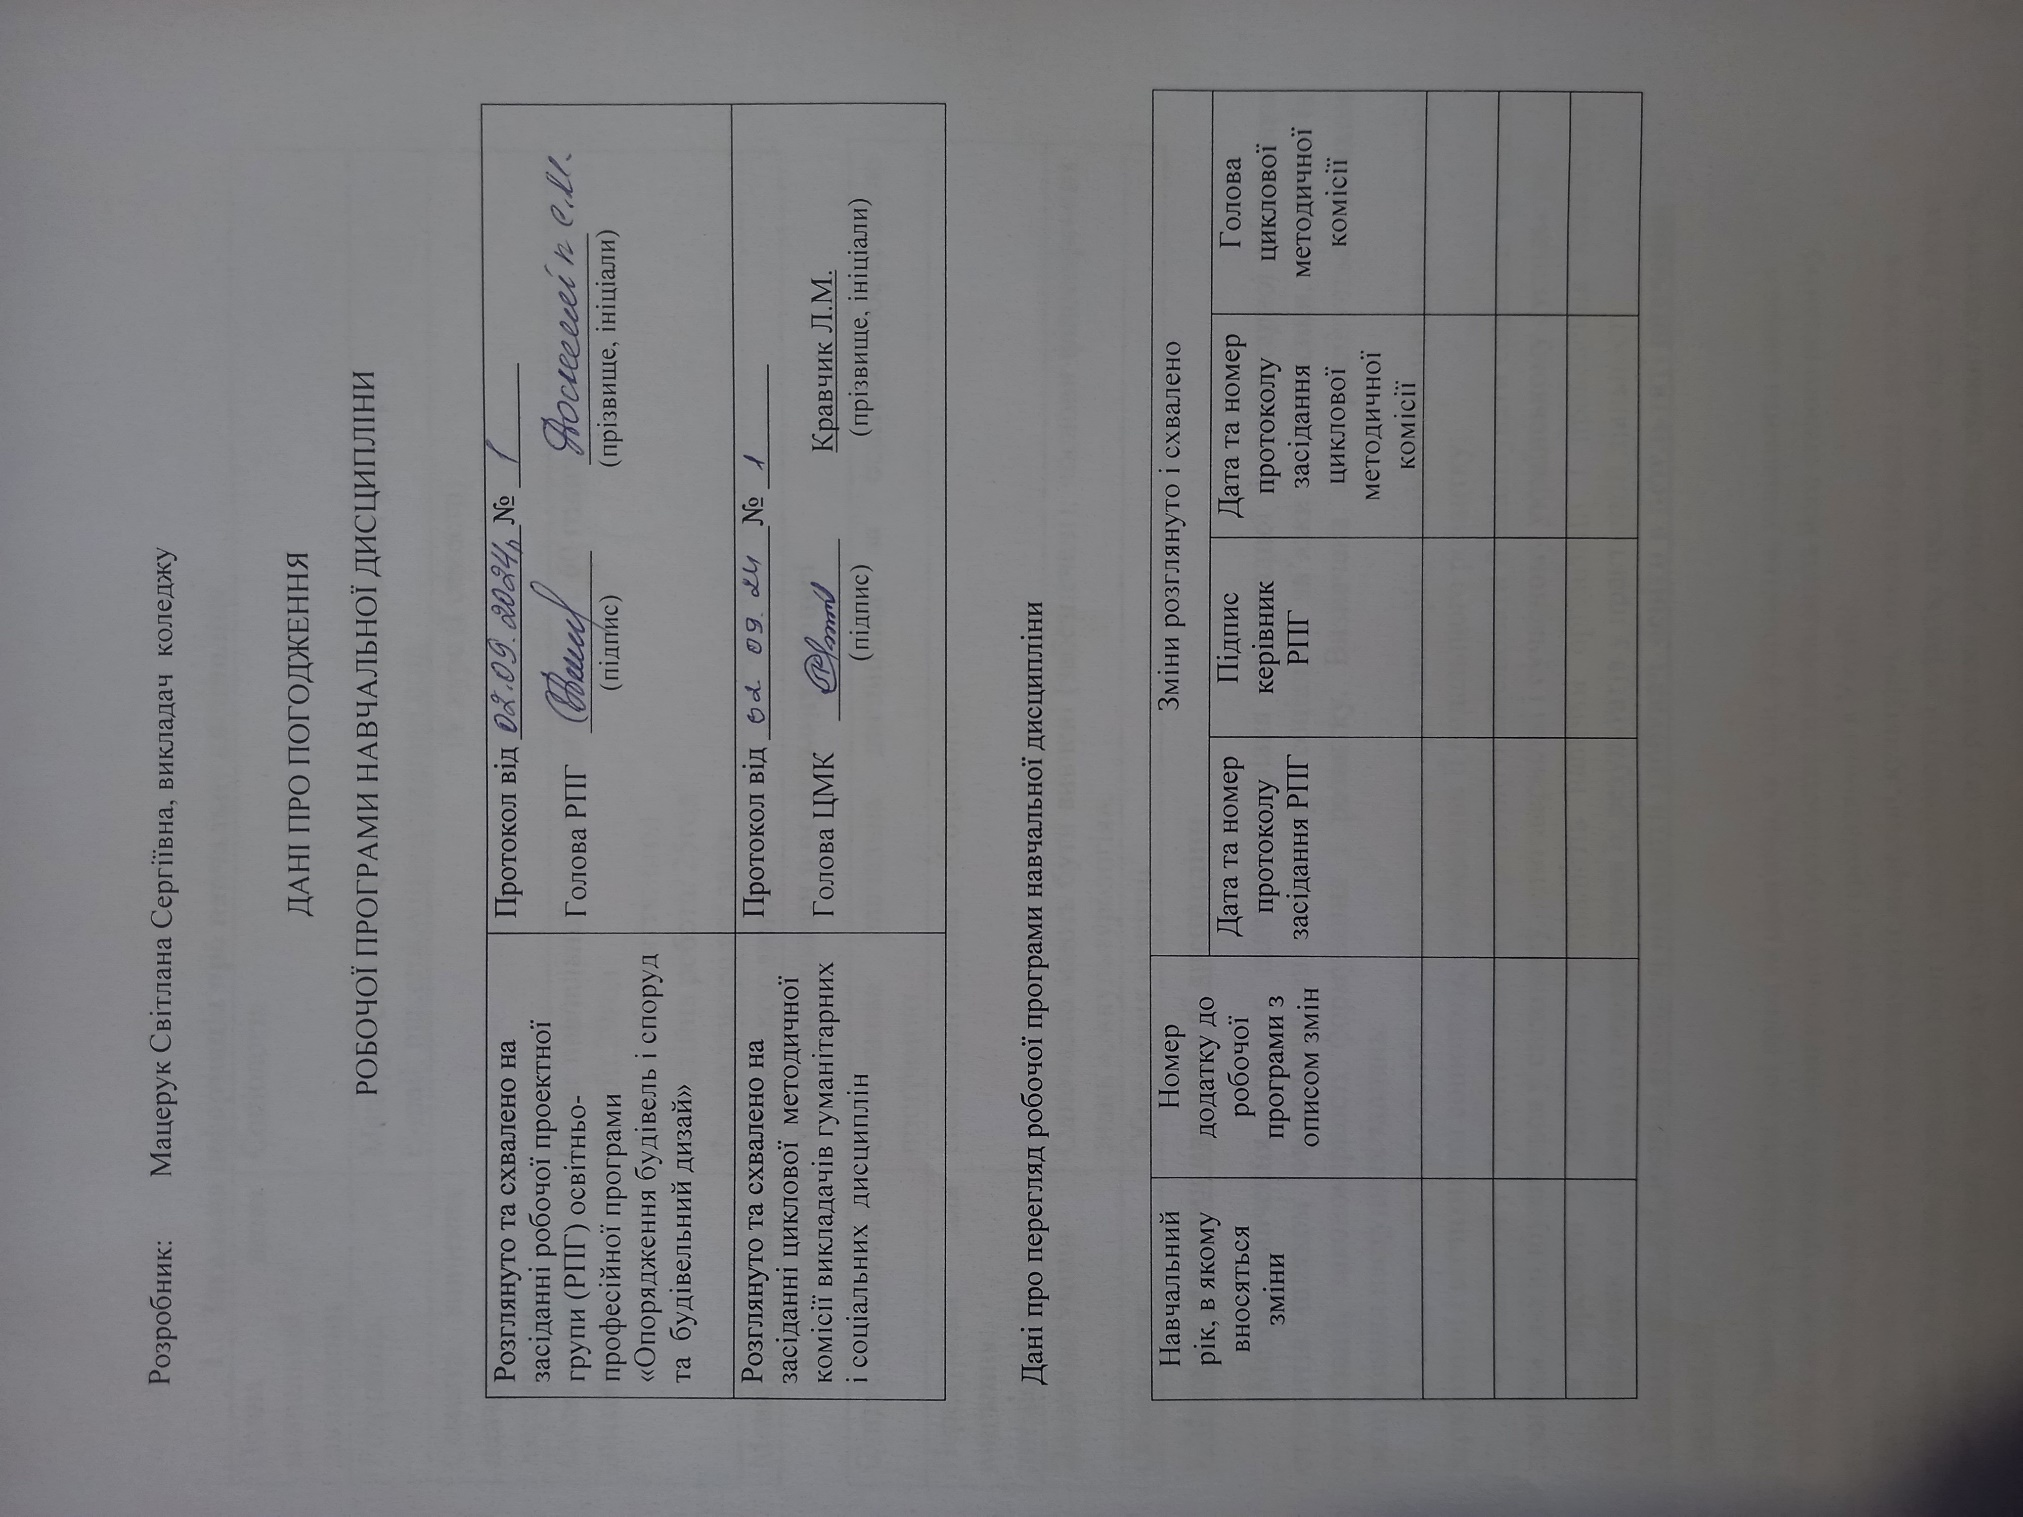 Розробник: Мацерук Світлана Сергіївна, викладач коледжу
ДАНІ ПРО ПОГОДЖЕННЯ
РОБОЧОЇ ПРОГРАМИ НАВЧАЛЬНОЇ ДИСЦИПЛІНИ
Розглянуто та схвалено на
засіданні робочої проектної
групи (РПГ) освітньо-
професійної програми
«Опорядження будівель і споруд
та будівельний дизай»
Протокол від 02.09.2024р № 1
Голова РПГ
(підпис) (прізвище, ініціали)
Розглянуто та схвалено на
засіданні циклової методичної
комісії викладачів гуманітарних
і соціальних дисциплін
Протокол від 02 09. 24 № 1
Голова ЦМК Кравчик Л.М.
(підпис) (прізвище, ініціали)
Дані про перегляд робочої програми навчальної дисципліни
Навчальний
рік, в якому
вносяться
зміни
Номер
додатку до
робочої
програми з
описом змін
Зміни розглянуто і схвалено
Дата та номер
протоколу
засідання РПГ
Підпис
керівник
РПГ
Дата та номер
протоколу
засідання
циклової
методичної
комісії
Голова
циклової
методичної
комісії